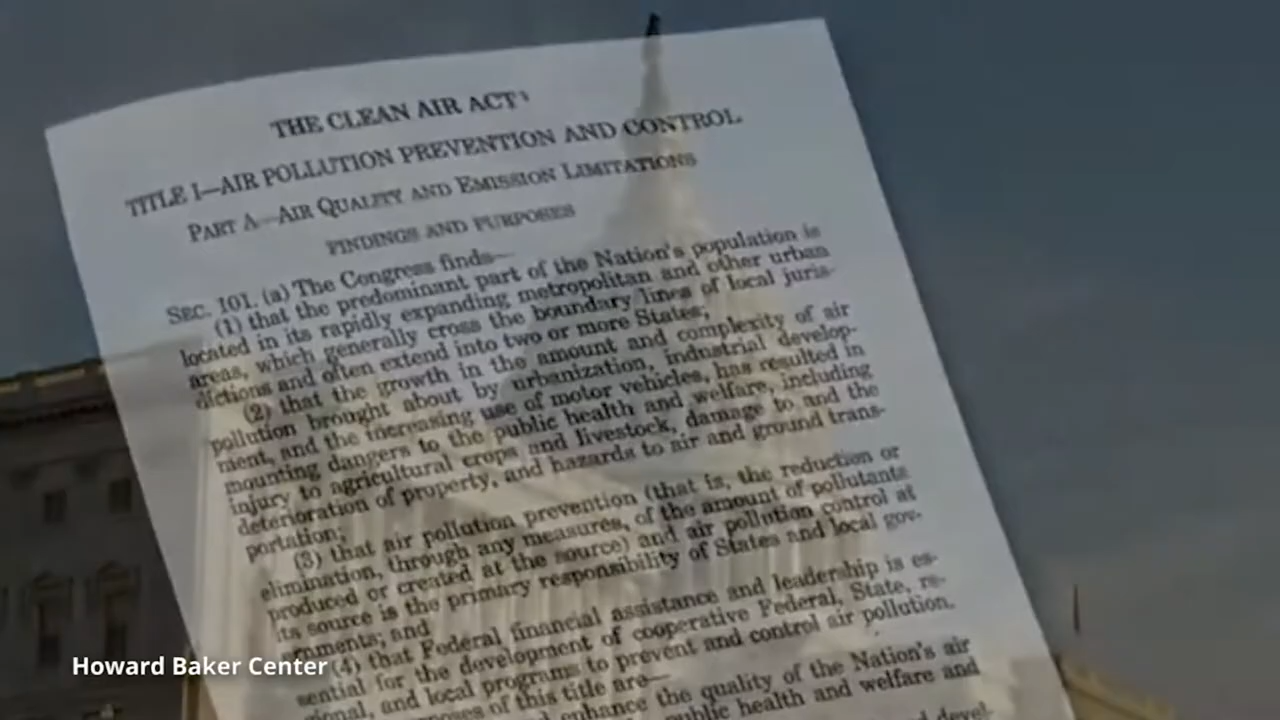 THE CLEAN AIR ACT¹
TITLE I—AIR POLLUTION PREVENTION AND CONTROL
PART A—AIR QUALITY AND EMISSION LIMITATIONS
FINDINGS AND PURPOSES
SEC. 101. (a) The Congress finds—
(1) that the predominant part of the Nation's population is
located in its rapidly expanding metropolitan and other urban
areas, which generally cross the boundary lines of local juris-
dictions and often extend into two or more States;
(2) that the growth in the amount and complexity of air
pollution brought about by urbanization, industrial develop-
ment, and the increasing use of motor vehicles, has resulted in
mounting dangers to the public health and welfare, including
injury to agricultural crops and livestock, damage to and the
deterioration of property, and hazards to air and ground trans-
portation;
(3) that air pollution prevention (that is, the reduction or
elimination, through any measures, of the amount of pollutants
produced or created at the source) and air pollution control at
its source is the primary responsibility of States and local gov-
ernments; and
(4) that Federal financial assistance and leadership is es-
sential for the development of cooperative Federal, State, re-
gional, and local programs to prevent and control air pollution.
poses of this title are—
enhance the quality of the Nation's air
public health and welfare and
devel-
Howard Baker Center